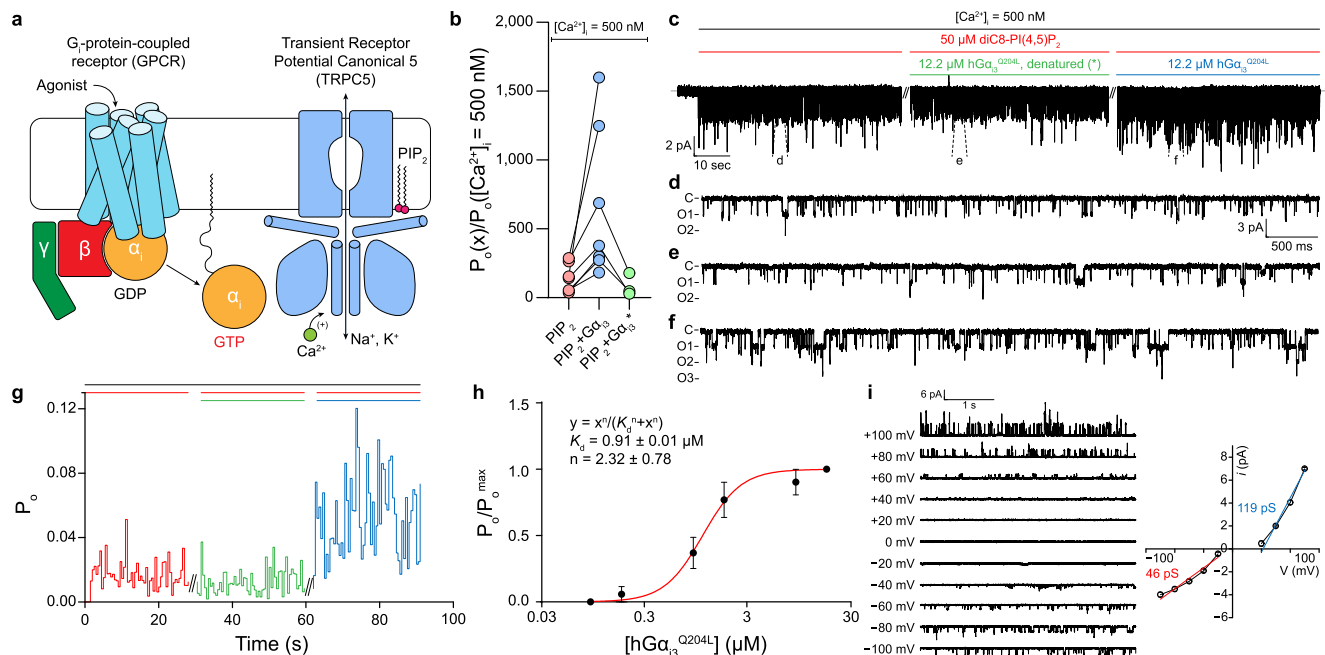 a
Gi-protein-coupled
receptor (GPCR)
Agonist
Transient Receptor
Potential Canonical 5
(TRPC5)
PIP2
γ
β
αi
GDP
αi
GTP
(+)
Ca²⁺
Na⁺, K⁺
b
Po(x)/Po([Ca²⁺]i = 500 nM)
[Ca²⁺]i = 500 nM
2,000
1,500
1,000
500
0
PIP2
PIP2+Gαi3
PIP2+Gαi3*
c
[Ca²⁺]i = 500 nM
50 µM diC8-PI(4,5)P2
12.2 µM hGαi3Q204L, denatured (*)
12.2 µM hGαi3Q204L
2 pA
10 sec
d
e
f
d
C
O1
O2
3 pA
500 ms
e
C
O1
O2
f
C
O1
O2
O3
g
Po
0.12
0.08
0.04
0.00
0 20 40 60 80 100
Time (s)
h
Po/Pomax
1.5
1.0
0.5
0.0
y = xⁿ/(Kdⁿ+xⁿ)
Kd = 0.91 ± 0.01 µM
n = 2.32 ± 0.78
0.03 0.3 3 30
[hGαi3Q204L] (µM)
i
6 pA
1 s
+100 mV
+80 mV
+60 mV
+40 mV
+20 mV
0 mV
−20 mV
−40 mV
−60 mV
−80 mV
−100 mV
i (pA)
8
6
4
2
0
−2
−4
−6
119 pS
46 pS
−100
100
V (mV)